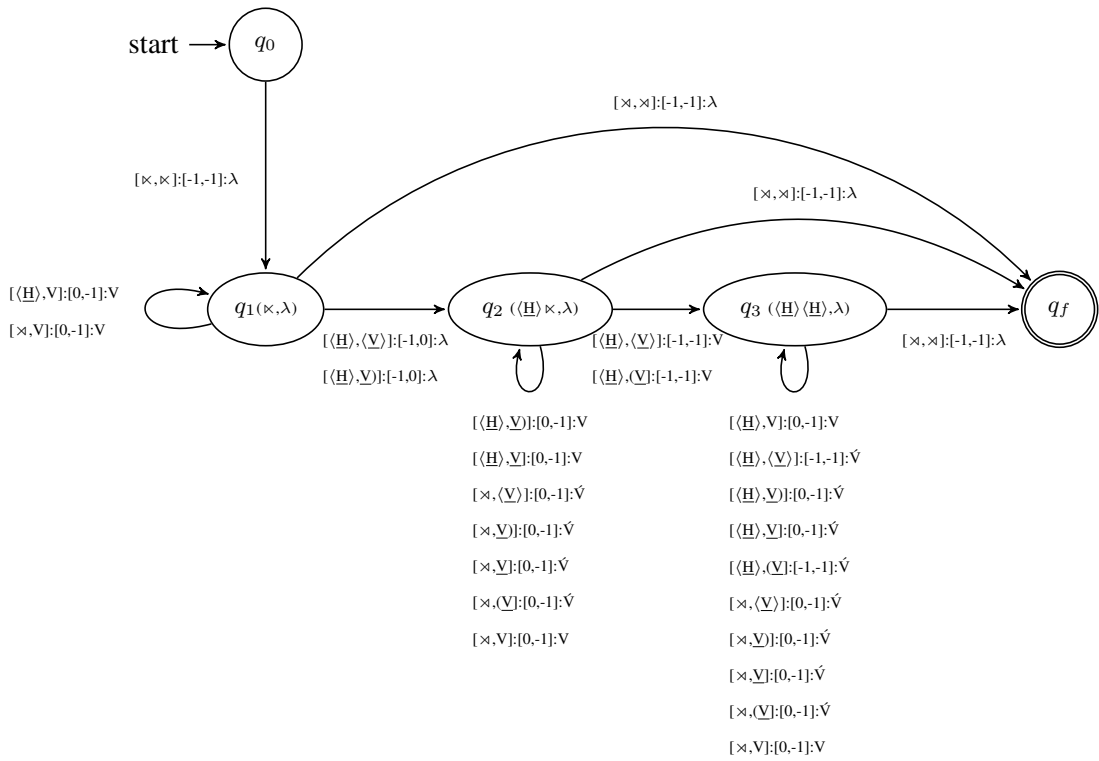 start
q0
[⋊,⋊]:[-1,-1]:λ
[⋊,⋊]:[-1,-1]:λ
[⋉,⋉]:[-1,-1]:λ
[⟨H̲⟩,V]:[0,-1]:V
[⋊,V]:[0,-1]:V
q1(⋉,λ)
q2 (⟨H̲⟩⋉,λ)
q3 (⟨H̲⟩⟨H̲⟩,λ)
qf
[⟨H̲⟩,⟨V̲⟩]:[-1,0]:λ
[⟨H̲⟩,V̲)]:[-1,0]:λ
[⟨H̲⟩,⟨V̲⟩]:[-1,-1]:V
[⟨H̲⟩,(V̲]:[-1,-1]:V
[⋊,⋊]:[-1,-1]:λ
[⟨H̲⟩,V̲)]:[0,-1]:V
[⟨H̲⟩,V̲]:[0,-1]:V
[⋊,⟨V̲⟩]:[0,-1]:V́
[⋊,V̲)]:[0,-1]:V́
[⋊,V̲]:[0,-1]:V́
[⋊,(V̲]:[0,-1]:V́
[⋊,V]:[0,-1]:V
[⟨H̲⟩,V]:[0,-1]:V
[⟨H̲⟩,⟨V̲⟩]:[-1,-1]:V́
[⟨H̲⟩,V̲)]:[0,-1]:V́
[⟨H̲⟩,V̲]:[0,-1]:V́
[⟨H̲⟩,(V̲]:[-1,-1]:V́
[⋊,⟨V̲⟩]:[0,-1]:V́
[⋊,V̲)]:[0,-1]:V́
[⋊,V̲]:[0,-1]:V́
[⋊,(V̲]:[0,-1]:V́
[⋊,V]:[0,-1]:V